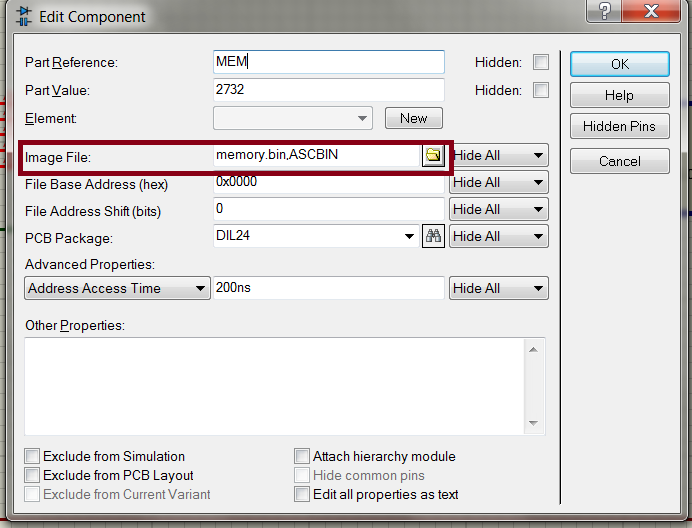 Edit Component
?
X
Part Reference: MEM Hidden: OK
Part Value: 2732 Hidden: Help
Element: New Hidden Pins
Image File: memory.bin,ASCBIN Hide All Cancel
File Base Address (hex) 0x0000 Hide All
File Address Shift (bits) 0 Hide All
PCB Package: DIL24 Hide All
Advanced Properties:
Address Access Time 200ns Hide All
Other Properties:
Exclude from Simulation Attach hierarchy module
Exclude from PCB Layout Hide common pins
Exclude from Current Variant Edit all properties as text